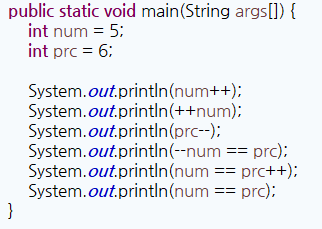 public static void main(String args[]) {
int num = 5;
int prc = 6;
System.out.println(num++);
System.out.println(++num);
System.out.println(prc--);
System.out.println(--num == prc);
System.out.println(num == prc++);
System.out.println(num == prc);
}